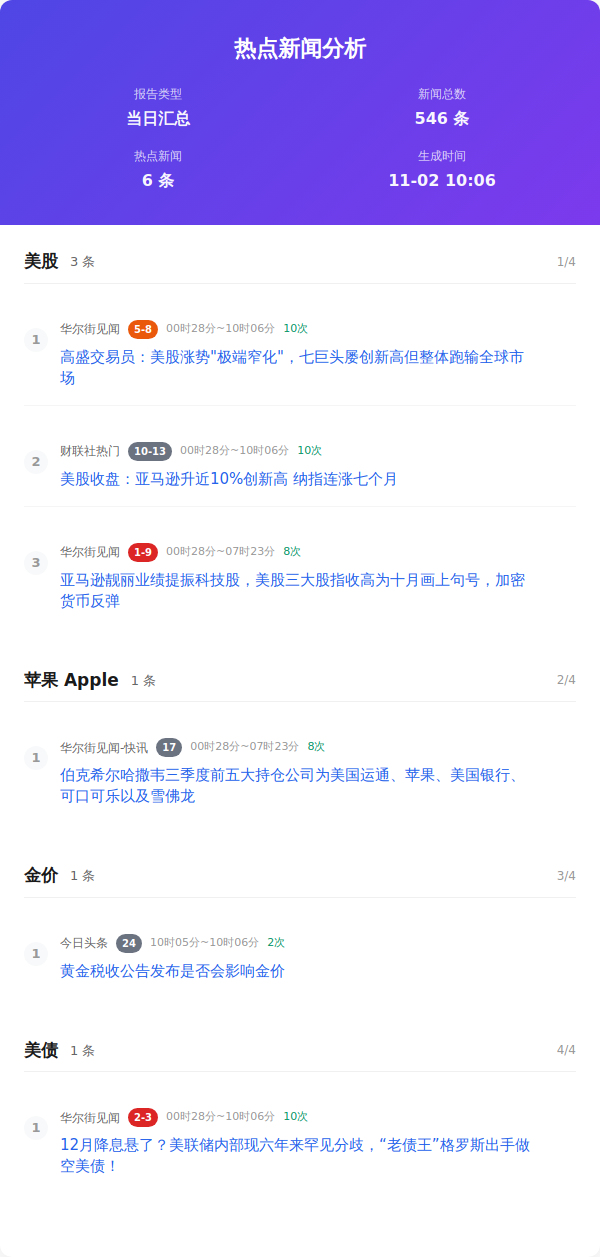 热点新闻分析
报告类型
新闻总数
当日汇总
546 条
热点新闻
生成时间
6 条
11-02 10:06
美股 3 条 1/4
1
华尔街见闻 5-8 00时28分~10时06分 10次
高盛交易员：美股涨势"极端窄化"，七巨头屡创新高但整体跑输全球市
场
2
财联社热门 10-13 00时28分~10时06分 10次
美股收盘：亚马逊升近10%创新高 纳指连涨七个月
3
华尔街见闻 1-9 00时28分~07时23分 8次
亚马逊靓丽业绩提振科技股，美股三大股指收高为十月画上句号，加密
货币反弹
苹果 Apple 1 条 2/4
1
华尔街见闻-快讯 17 00时28分~07时23分 8次
伯克希尔哈撒韦三季度前五大持仓公司为美国运通、苹果、美国银行、
可口可乐以及雪佛龙
金价 1 条 3/4
1
今日头条 24 10时05分~10时06分 2次
黄金税收公告发布是否会影响金价
美债 1 条 4/4
1
华尔街见闻 2-3 00时28分~10时06分 10次
12月降息悬了？美联储内部现六年来罕见分歧，“老债王”格罗斯出手做
空美债！